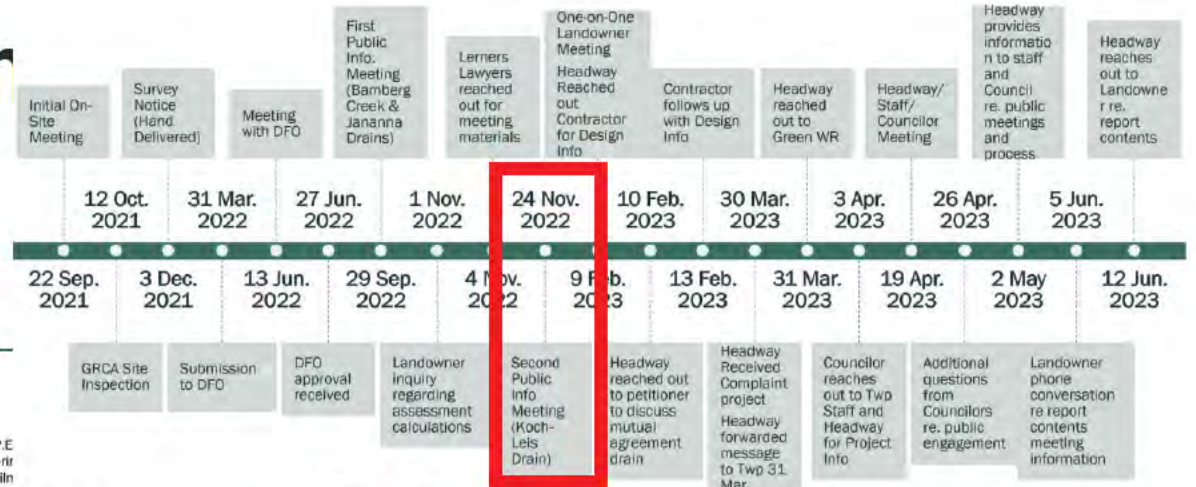 Initial On-
Site
Meeting
Survey
Notice
(Hand
Delivered)
Meeting
with DFO
First
Public
Info.
Meeting
(Bamberg
Creek &
Jananna
Drains)
Lerners
Lawyers
reached
out for
meeting
materials
One-on-One
Landowner
Meeting
Headway
Reached
out
Contractor
for Design
Info
Contractor
follows up
with Design
Info
Headway
reached
out to
Green WR
Headway/
Staff/
Councilor
Meeting
Headway
provides
informatio
n to staff
and
Council
re. public
meetings
and
process
Headway
reaches
out to
Landowne
r re.
report
contents
12 Oct.
2021
31 Mar.
2022
27 Jun.
2022
1 Nov.
2022
24 Nov.
2022
10 Feb.
2023
30 Mar.
2023
3 Apr.
2023
26 Apr.
2023
5 Jun.
2023
22 Sep.
2021
3 Dec.
2021
13 Jun.
2022
29 Sep.
2022
4 Nov.
2022
9 Feb.
2023
13 Feb.
2023
31 Mar.
2023
19 Apr.
2023
2 May
2023
12 Jun.
2023
GRCA Site
Inspection
Submission
to DFO
DFO
approval
received
Landowner
inquiry
regarding
assessment
calculations
Second
Public
Info
Meeting
(Koch-
Leis
Drain)
Headway
reached out
to petitioner
to discuss
mutual
agreement
drain
Headway
Received
Complaint
project
Headway
forwarded
message
to Twp 31
Mar.
Councilor
reaches
out to Twp
Staff and
Headway
for Project
Info
Additional
questions
from
Councilors
re. public
engagement
Landowner
phone
conversation
re report
contents
meeting
information